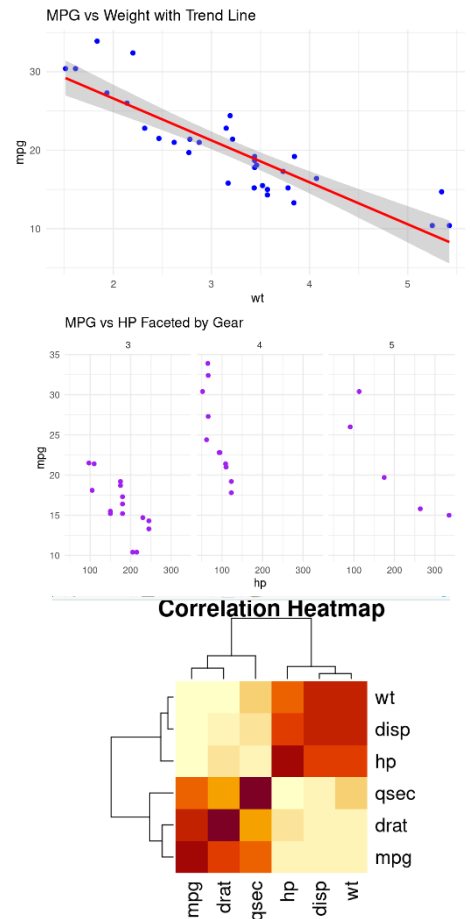 MPG vs Weight with Trend Line
mpg
30
20
10
2 3 4 5
wt
MPG vs HP Faceted by Gear
3 4 5
mpg
35
30
25
20
15
10
100 200 300 100 200 300 100 200 300
hp
Correlation Heatmap
wt
disp
hp
qsec
drat
mpg
mpg drat qsec hp disp wt